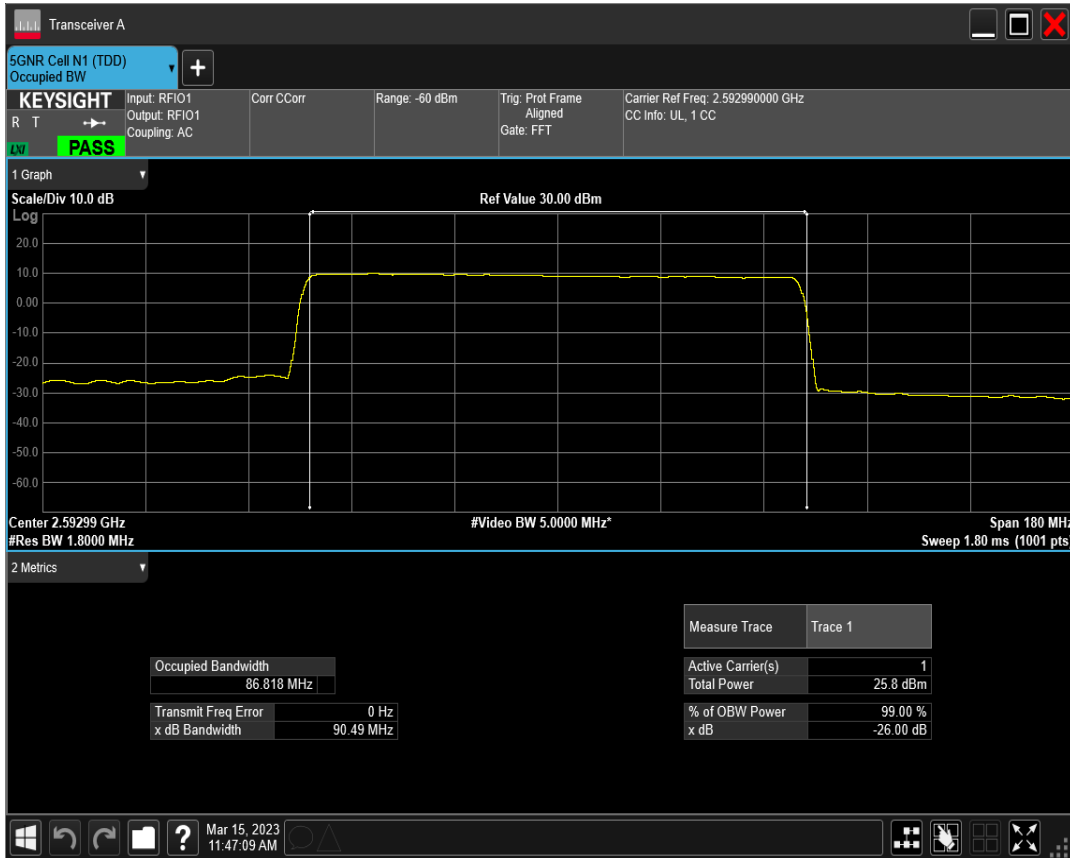 Transceiver A
5GNR Cell N1 (TDD)
Occupied BW
+
KEYSIGHT
R T
LXI
PASS
Input: RFIO1
Output: RFIO1
Coupling: AC
Corr CCorr
Range: -60 dBm
Trig: Prot Frame
Aligned
Gate: FFT
Carrier Ref Freq: 2.592990000 GHz
CC Info: UL, 1 CC
1 Graph
Scale/Div 10.0 dB
Ref Value 30.00 dBm
Log
20.0
10.0
0.00
-10.0
-20.0
-30.0
-40.0
-50.0
-60.0
Center 2.59299 GHz
#Video BW 5.0000 MHz*
Span 180 MHz
#Res BW 1.8000 MHz
Sweep 1.80 ms (1001 pts)
2 Metrics
Measure Trace Trace 1
Occupied Bandwidth
86.818 MHz
Transmit Freq Error 0 Hz
x dB Bandwidth 90.49 MHz
Active Carrier(s) 1
Total Power 25.8 dBm
% of OBW Power 99.00 %
x dB -26.00 dB
?
Mar 15, 2023
11:47:09 AM